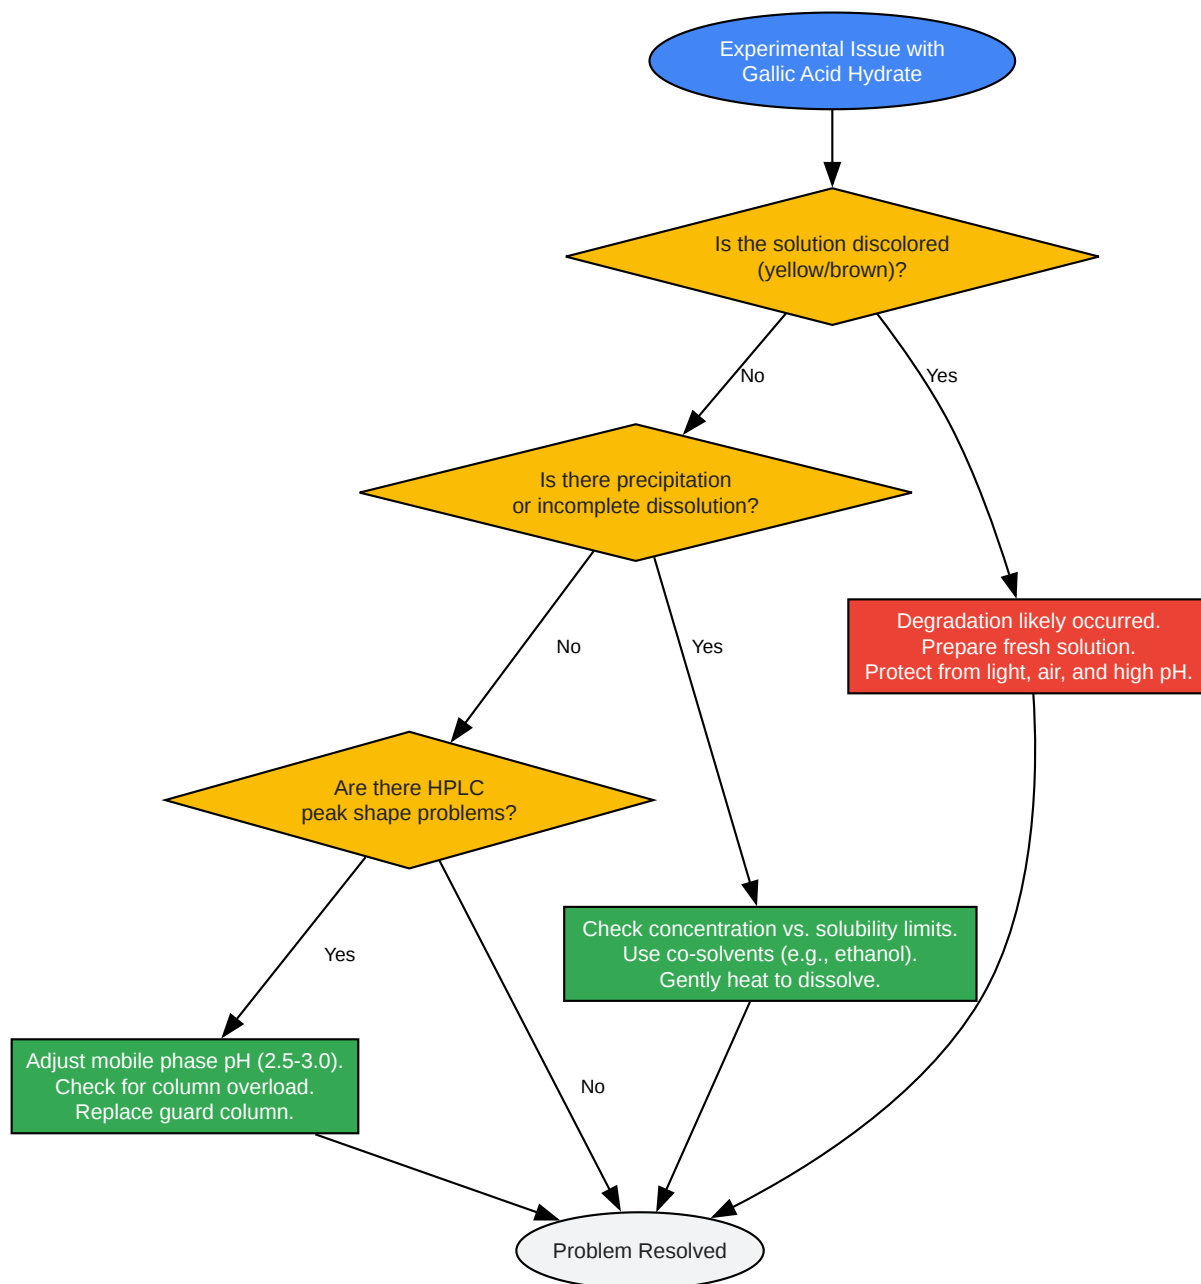 Experimental Issue with
Gallic Acid Hydrate
Is the solution discolored
(yellow/brown)?
No
Yes
Is there precipitation
or incomplete dissolution?
Degradation likely occurred.
Prepare fresh solution.
Protect from light, air, and high pH.
No
Yes
Are there HPLC
peak shape problems?
Check concentration vs. solubility limits.
Use co-solvents (e.g., ethanol).
Gently heat to dissolve.
Yes
Adjust mobile phase pH (2.5-3.0).
Check for column overload.
Replace guard column.
No
Problem Resolved